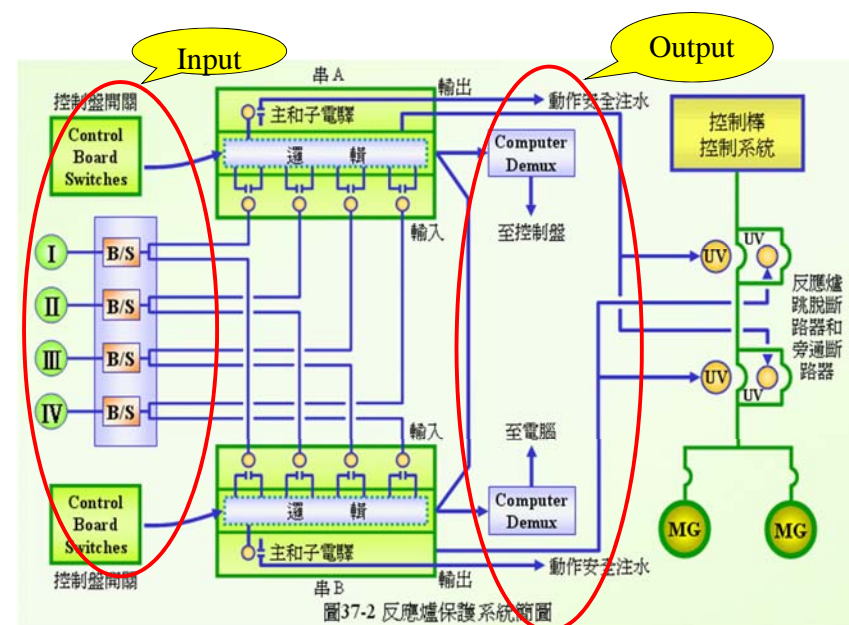 Input
Output
控制盤開關
Control
Board
Switches
串A
主和子電驛
邏 輯
輸出
動作安全注水
輸入
Computer
Demux
至控制盤
控制棒
控制系統
I
B/S
II
B/S
III
B/S
IV
B/S
UV
UV
UV
UV
反應爐
跳脫斷
路器和
旁通斷
路器
輸入
至電腦
Control
Board
Switches
控制盤開關
邏 輯
主和子電驛
串B
輸出
Computer
Demux
動作安全注水
MG
MG
圖37-2 反應爐保護系統簡圖